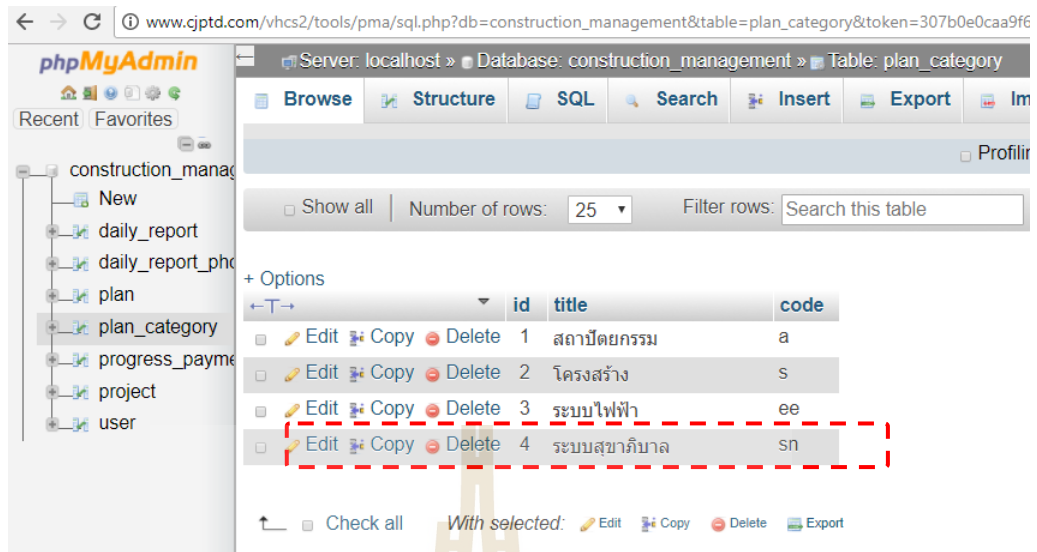 www.cjptd.com/vhcs2/tools/pma/sql.php?db=construction_management&table=plan_category&token=307b0e0caa9f6
phpMyAdmin
Server: localhost » Database: construction_management » Table: plan_category
Recent Favorites
Browse Structure SQL Search Insert Export Im
Profilin
construction_manag
New
daily_report
daily_report_pho
plan
plan_category
progress_payme
project
user
Show all | Number of rows: 25 Filter rows: Search this table
+ Options
←T→ id title code
Edit Copy Delete 1 สถาปัตยกรรม a
Edit Copy Delete 2 โครงสร้าง s
Edit Copy Delete 3 ระบบไฟฟ้า ee
Edit Copy Delete 4 ระบบสุขาภิบาล sn
Check all With selected: Edit Copy Delete Export